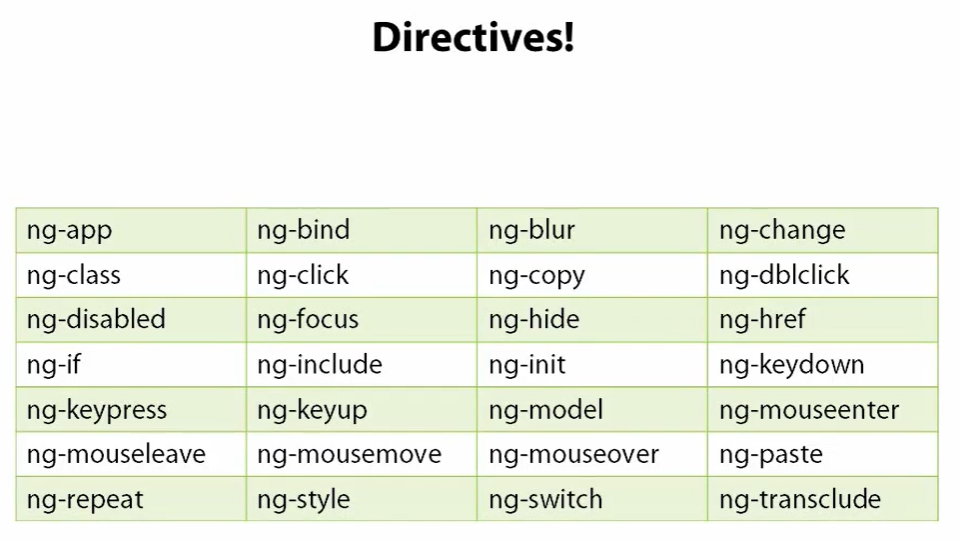 Directives!
ng-app ng-bind ng-blur ng-change
ng-class ng-click ng-copy ng-dblclick
ng-disabled ng-focus ng-hide ng-href
ng-if ng-include ng-init ng-keydown
ng-keypress ng-keyup ng-model ng-mouseenter
ng-mouseleave ng-mousemove ng-mouseover ng-paste
ng-repeat ng-style ng-switch ng-transclude